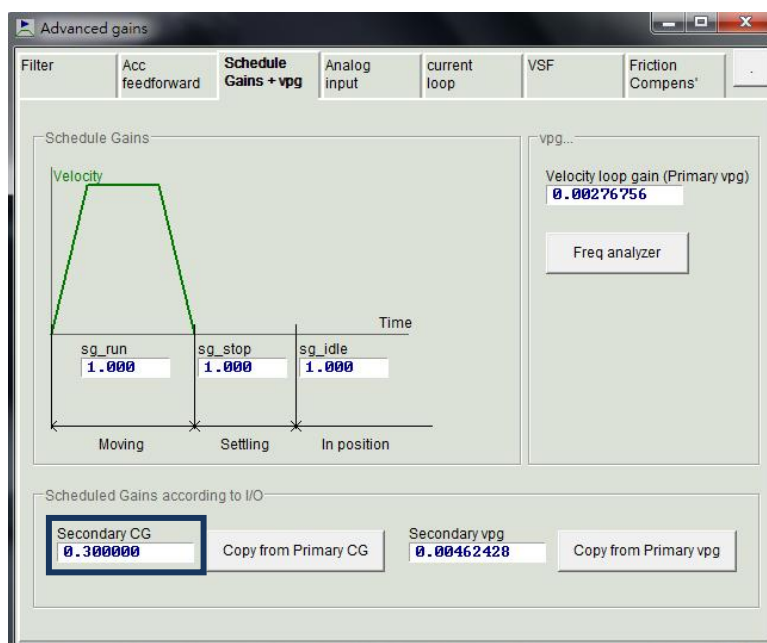 Advanced gains
Filter
Acc
feedforward
Schedule
Gains + vpg
Analog
input
current
loop
VSF
Friction
Compens'
.
Schedule Gains
Velocity
Time
sg_run
1.000
sg_stop
1.000
sg_idle
1.000
Moving
Settling
In position
vpg...
Velocity loop gain (Primary vpg)
0.00276756
Freq analyzer
Scheduled Gains according to I/O
Secondary CG
0.300000
Copy from Primary CG
Secondary vpg
0.00462428
Copy from Primary vpg